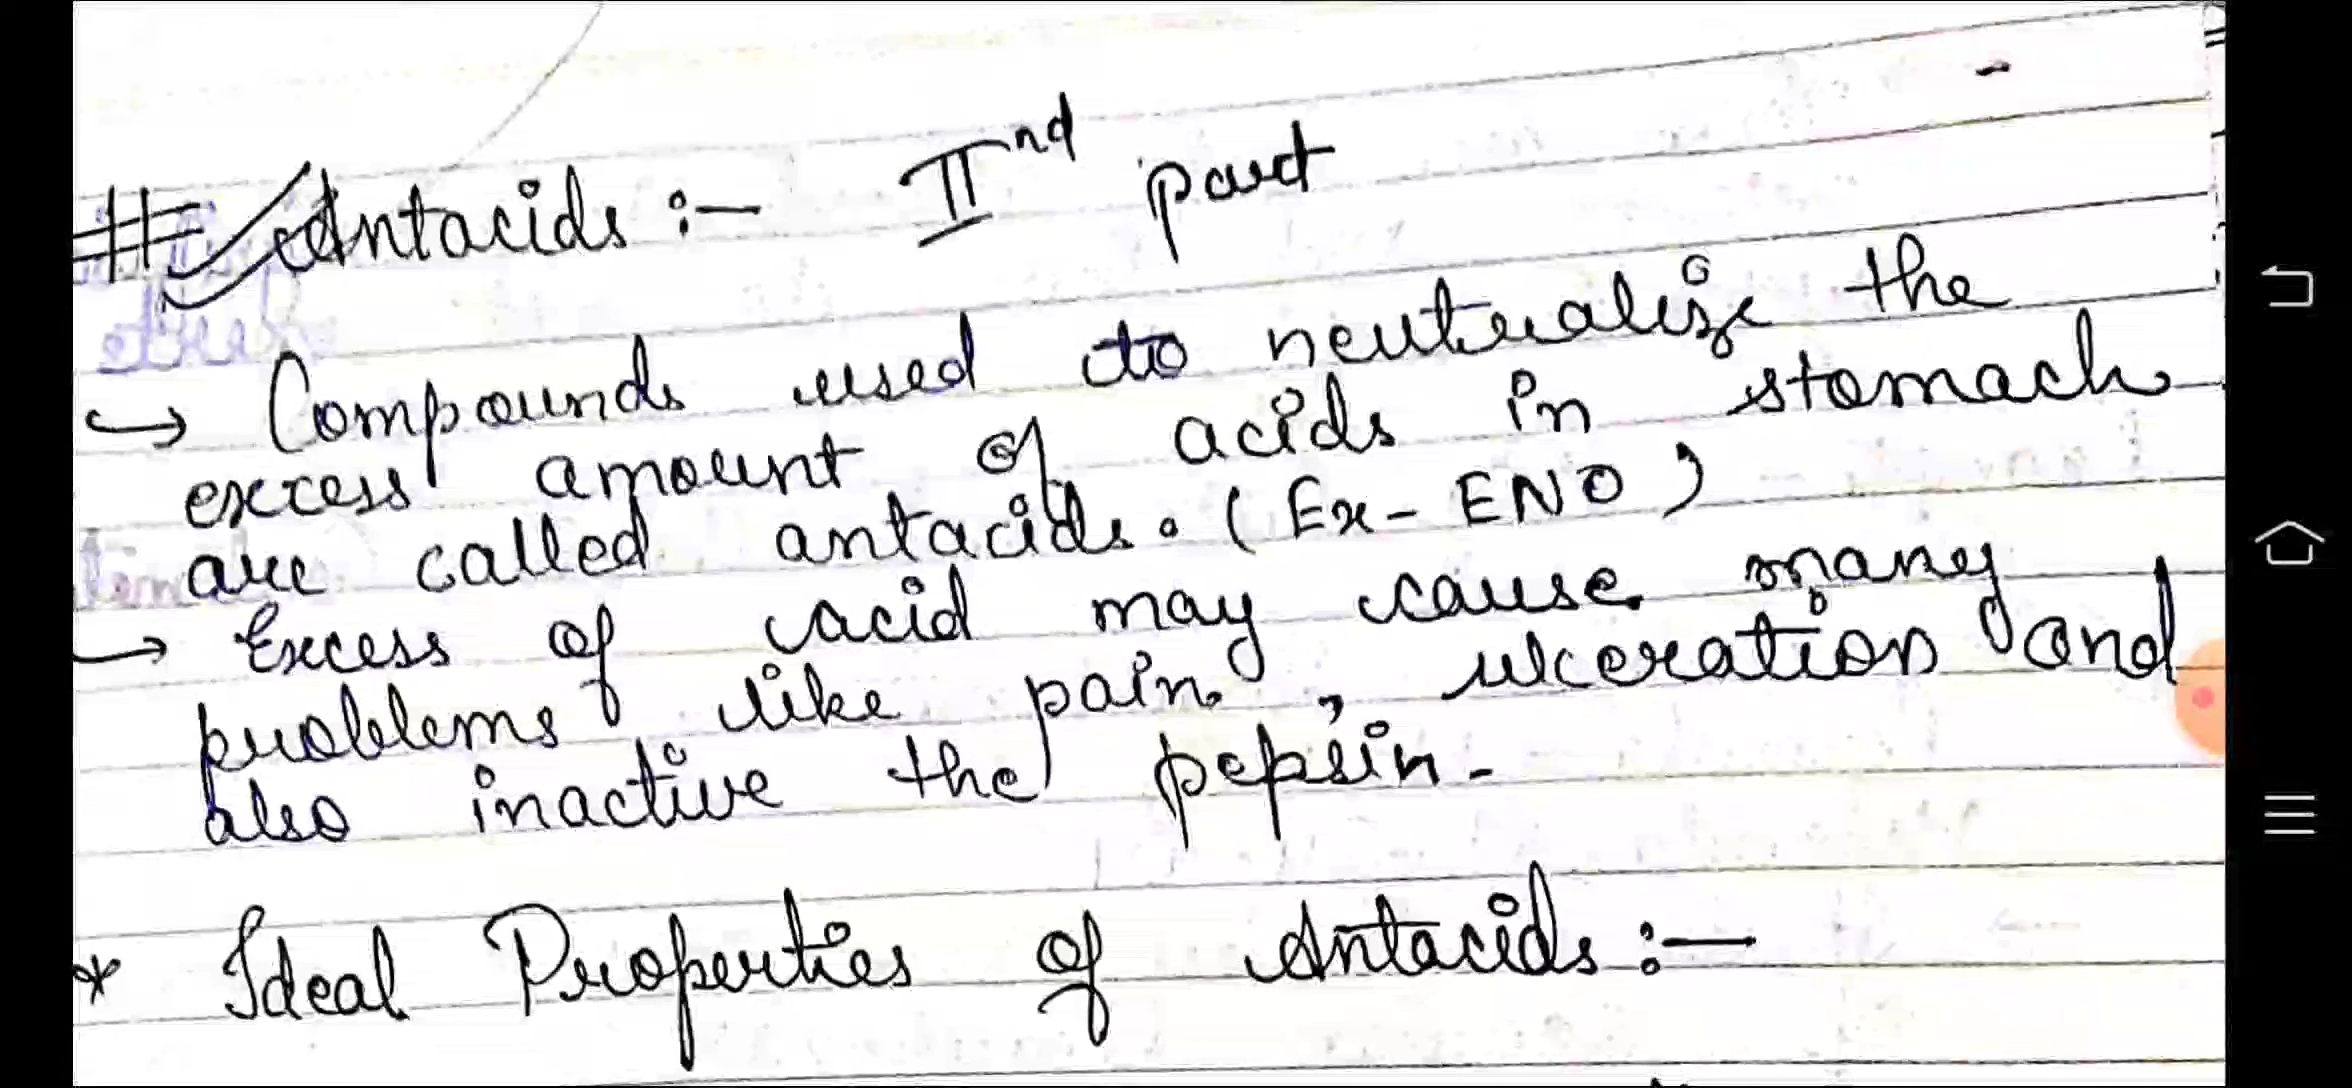 # Antacids :- IInd part
→ Compounds used to neutralize the
excess amount of acids in stomach
are called antacids. (Ex- ENO)
→ Excess of acid may cause many
problems like pain, ulceration and
also inactive the pepsin.
* Ideal Properties of Antacids :-